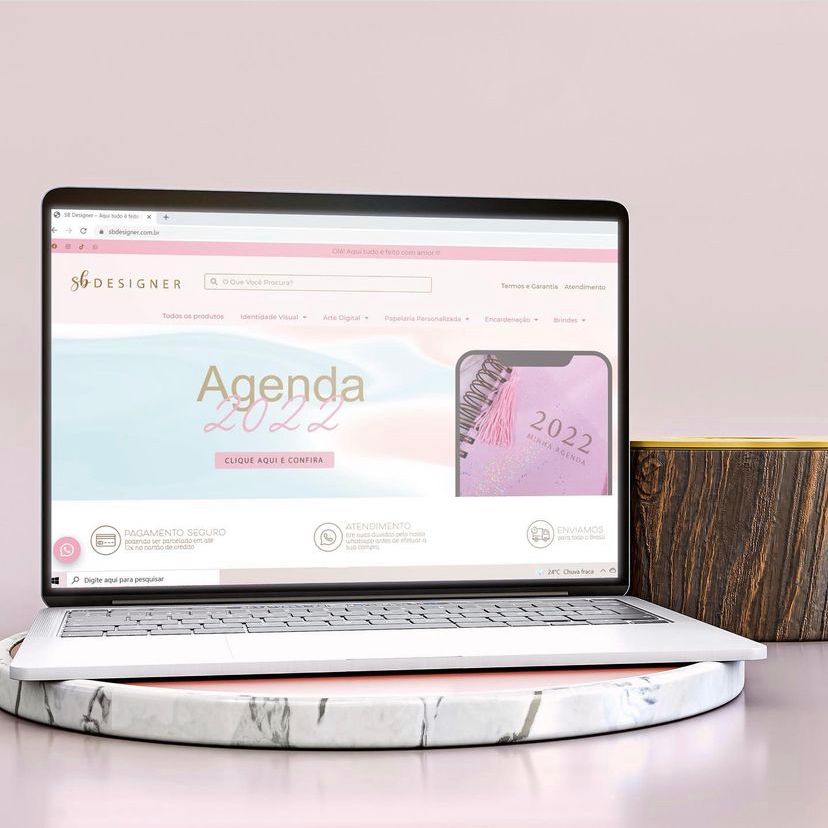 SB Designer – Aqui tudo é feito
sbdesigner.com.br
Olá! Aqui tudo é feito com amor !!!
sb DESIGNER
O Que Você Procura?
Termos e Garantia Atendimento
Todos os produtos Identidade Visual Arte Digital Papelaria Personalizada Encardenação Brindes
Agenda
2022
CLIQUE AQUI E CONFIRA
2022
MINHA AGENDA
PAGAMENTO SEGURO
podendo ser parcelado em até
12x no cartão de crédito
ATENDIMENTO
tire suas duvidas pelo nosso
whatsapp antes de efetuar a
sua compra
ENVIAMOS
para todo o Brasil
Digite aqui para pesquisar
24°C Chuva fraca